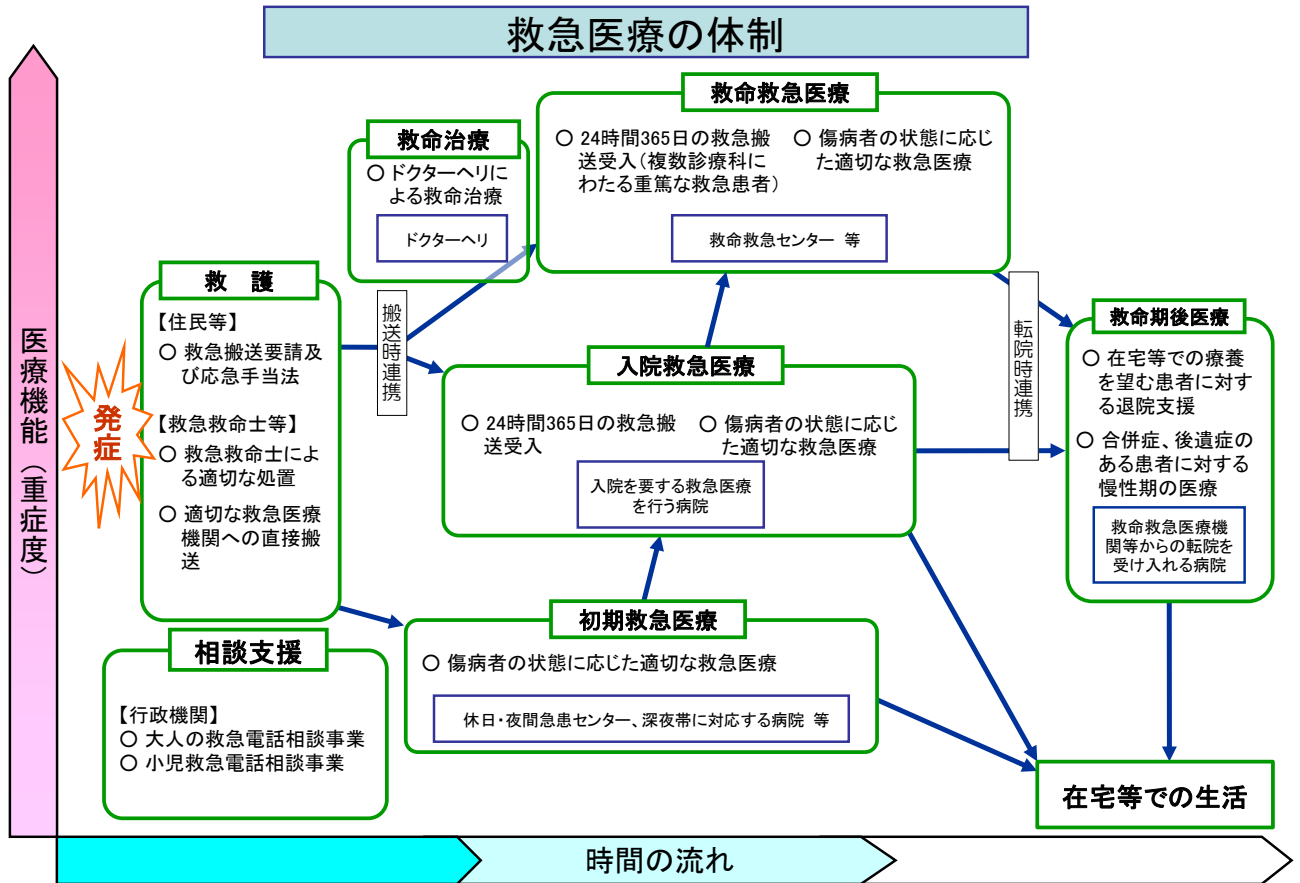 救急医療の体制
医療機能（重症度）
発症
救　護
【住民等】
○ 救急搬送要請及
び応急手当法
【救急救命士等】
○ 救急救命士によ
る適切な処置
○ 適切な救急医療
機関への直接搬
送
相談支援
【行政機関】
○ 大人の救急電話相談事業
○ 小児救急電話相談事業
救命治療
○ ドクターヘリに
よる救命治療
ドクターヘリ
搬送時連携
救命救急医療
○ 24時間365日の救急搬
送受入（複数診療科に
わたる重篤な救急患者）
○ 傷病者の状態に応じ
た適切な救急医療
救命救急センター 等
入院救急医療
○ 24時間365日の救急搬
送受入
○ 傷病者の状態に応じ
た適切な救急医療
入院を要する救急医療
を行う病院
初期救急医療
○ 傷病者の状態に応じた適切な救急医療
休日・夜間急患センター、深夜帯に対応する病院 等
転院時連携
救命期後医療
○ 在宅等での療養
を望む患者に対す
る退院支援
○ 合併症、後遺症の
ある患者に対する
慢性期の医療
救命救急医療機
関等からの転院を
受け入れる病院
在宅等での生活
時間の流れ